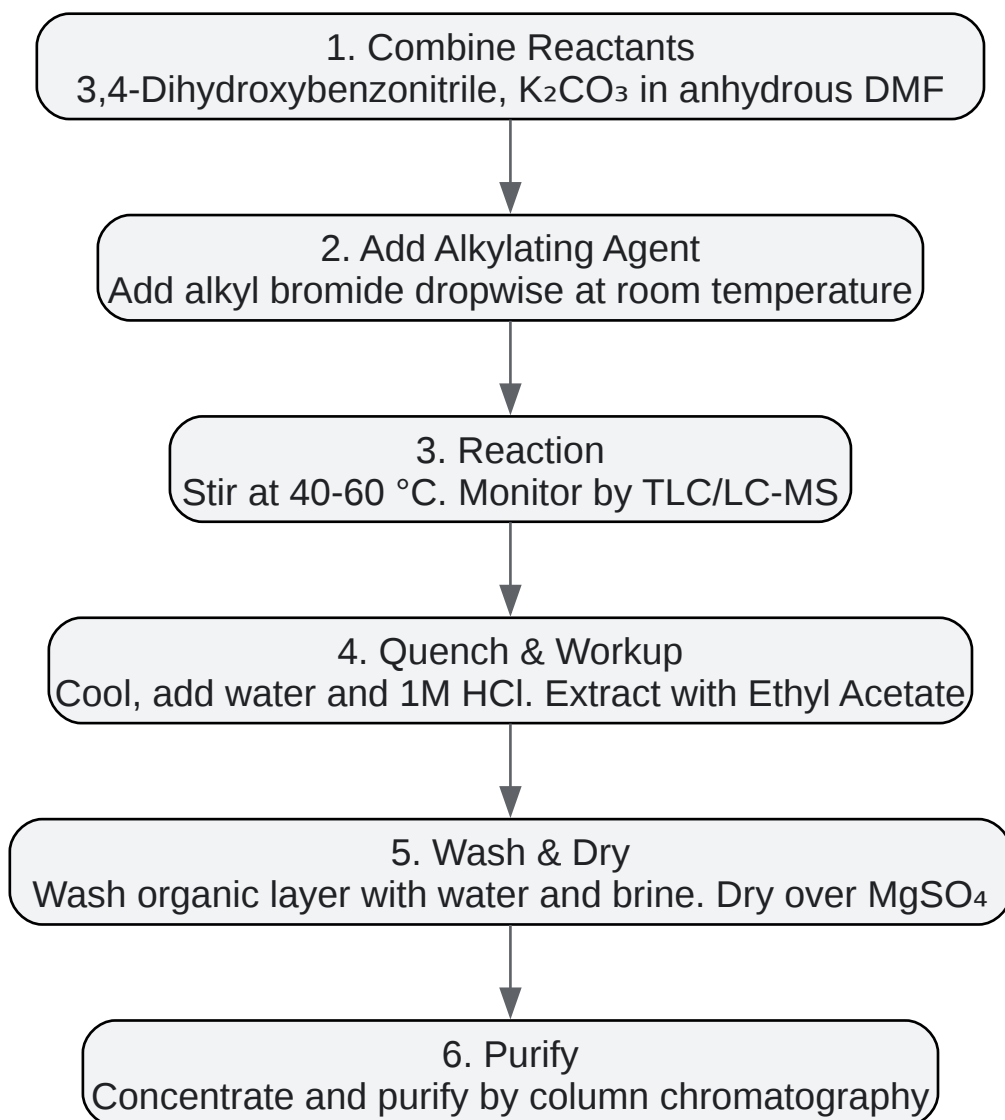 1. Combine Reactants
3,4-Dihydroxybenzonitrile, K₂CO₃ in anhydrous DMF
2. Add Alkylating Agent
Add alkyl bromide dropwise at room temperature
3. Reaction
Stir at 40-60 °C. Monitor by TLC/LC-MS
4. Quench & Workup
Cool, add water and 1M HCl. Extract with Ethyl Acetate
5. Wash & Dry
Wash organic layer with water and brine. Dry over MgSO₄
6. Purify
Concentrate and purify by column chromatography